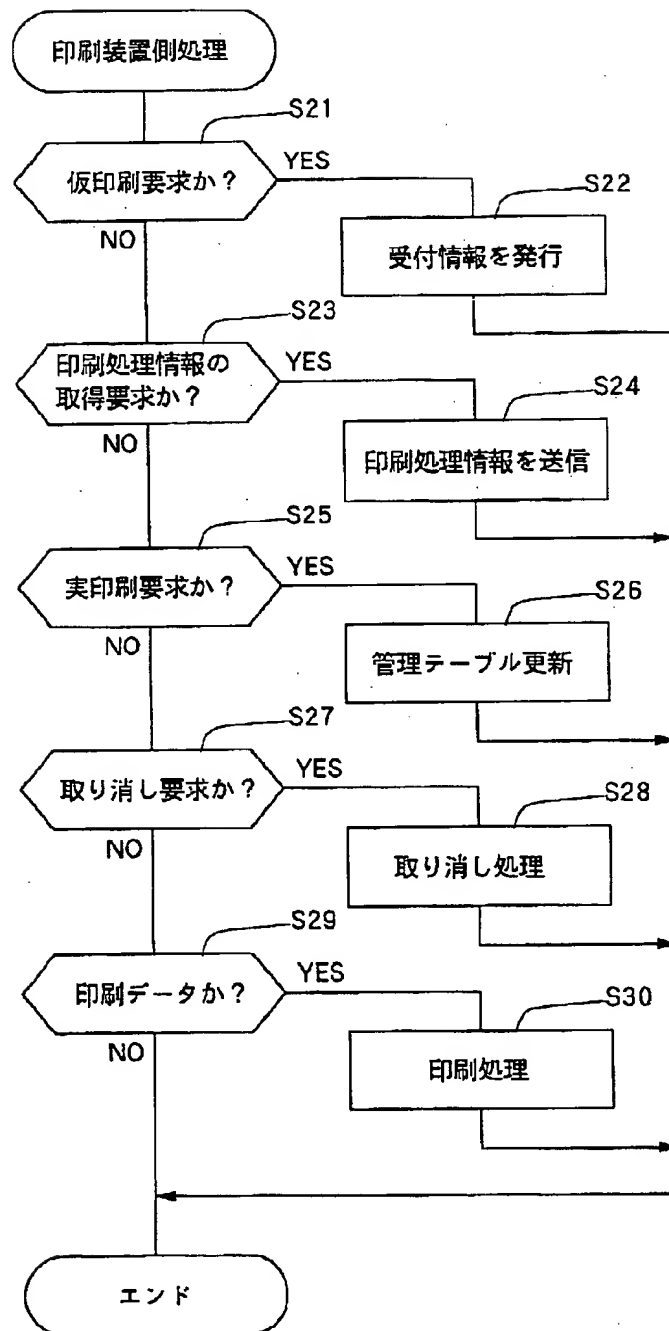 印刷装置側処理
S21
仮印刷要求か?
YES
NO
S22
受付情報を発行
S23
印刷処理情報の
取得要求か?
YES
NO
S24
印刷処理情報を送信
S25
実印刷要求か?
YES
NO
S26
管理テーブル更新
S27
取り消し要求か?
YES
NO
S28
取り消し処理
S29
印刷データか?
YES
NO
S30
印刷処理
エンド